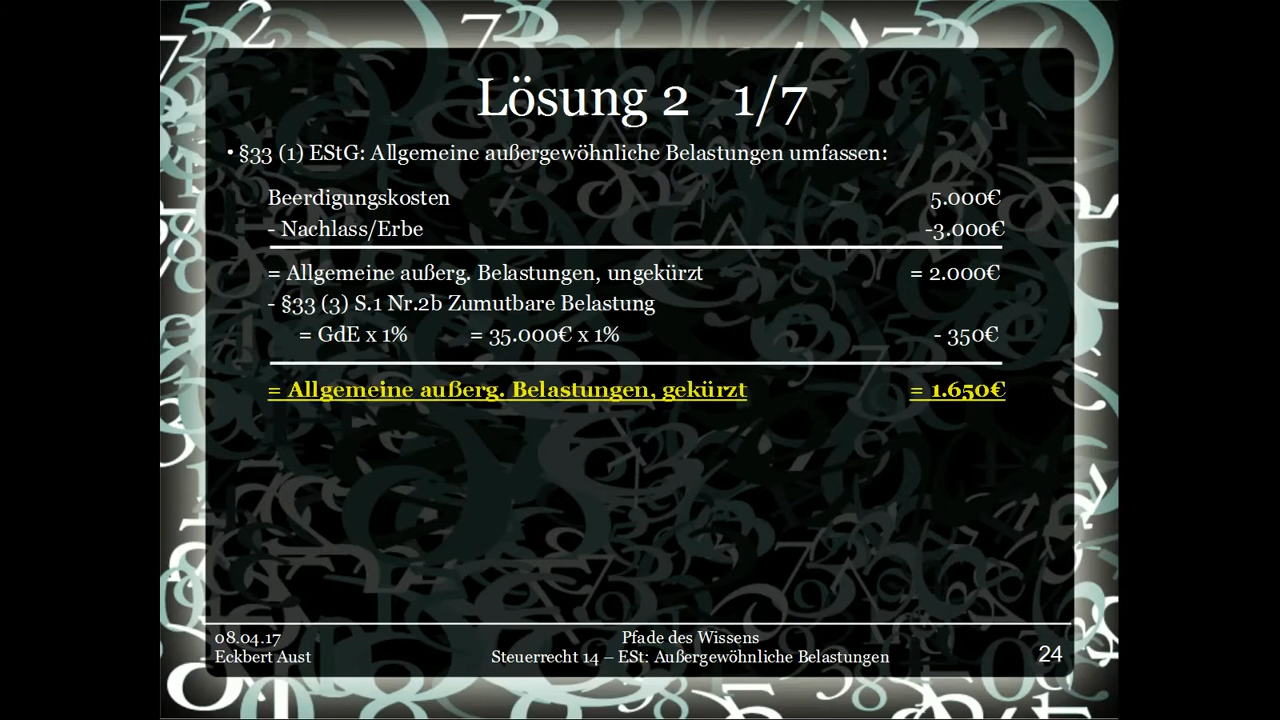 Lösung 2 1/7
• §33 (1) EStG: Allgemeine außergewöhnliche Belastungen umfassen:
Beerdigungskosten 5.000€
- Nachlass/Erbe -3.000€
= Allgemeine außerg. Belastungen, ungekürzt = 2.000€
- §33 (3) S.1 Nr.2b Zumutbare Belastung
= GdE x 1% = 35.000€ x 1% - 350€
= Allgemeine außerg. Belastungen, gekürzt = 1.650€
08.04.17 Pfade des Wissens
Eckbert Aust Steuerrecht 14 – ESt: Außergewöhnliche Belastungen 24